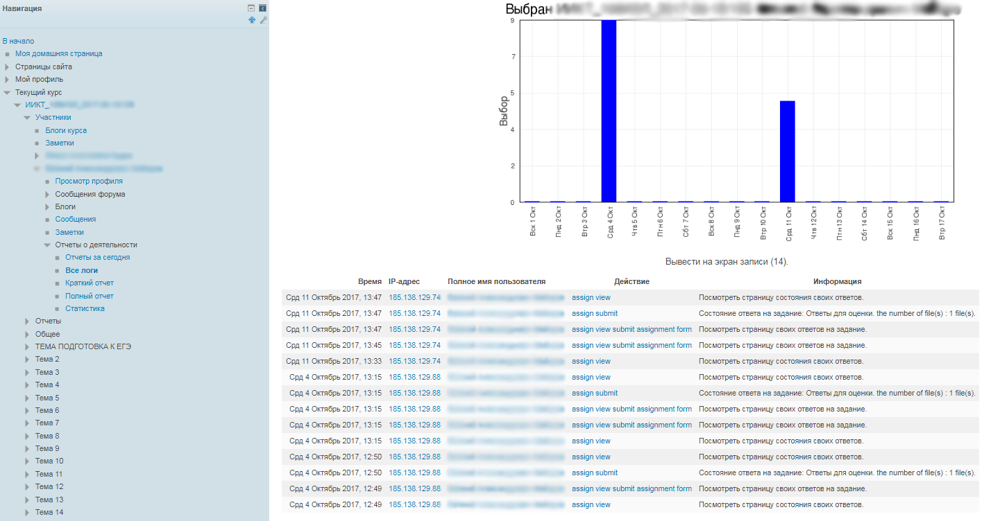 Навигация
В начало
Моя домашняя страница
Страницы сайта
Мой профиль
Текущий курс
ИИКТ_
Участники
Блоги курса
Заметки
Просмотр профиля
Сообщения форума
Блоги
Сообщения
Заметки
Отчеты о деятельности
Отчеты за сегодня
Все логи
Краткий отчет
Полный отчет
Статистика
Отчеты
Общее
ТЕМА ПОДГОТОВКА К ЕГЭ
Тема 2
Тема 3
Тема 4
Тема 5
Тема 6
Тема 7
Тема 8
Тема 9
Тема 10
Тема 11
Тема 12
Тема 13
Тема 14
Выбран
9
7
5
4
2
0
Выбор
Вск 1 Окт
Пнд 2 Окт
Втр 3 Окт
Срд 4 Окт
Чтв 5 Окт
Птн 6 Окт
Сбт 7 Окт
Вск 8 Окт
Пнд 9 Окт
Втр 10 Окт
Срд 11 Окт
Чтв 12 Окт
Птн 13 Окт
Сбт 14 Окт
Вск 15 Окт
Пнд 16 Окт
Втр 17 Окт
Вывести на экран записи (14).
Время IP-адрес Полное имя пользователя Действие Информация
Срд 11 Октябрь 2017, 13:47 185.138.129.74 assign view Посмотреть страницу состояния своих ответов.
Срд 11 Октябрь 2017, 13:47 185.138.129.74 assign submit Состояние ответа на задание: Ответы для оценки. the number of file(s) : 1 file(s).
Срд 11 Октябрь 2017, 13:47 185.138.129.74 assign view submit assignment form Посмотреть страницу своих ответов на задание.
Срд 11 Октябрь 2017, 13:45 185.138.129.74 assign view submit assignment form Посмотреть страницу своих ответов на задание.
Срд 11 Октябрь 2017, 13:33 185.138.129.74 assign view Посмотреть страницу состояния своих ответов.
Срд 4 Октябрь 2017, 13:15 185.138.129.88 assign view Посмотреть страницу состояния своих ответов.
Срд 4 Октябрь 2017, 13:15 185.138.129.88 assign submit Состояние ответа на задание: Ответы для оценки. the number of file(s) : 1 file(s).
Срд 4 Октябрь 2017, 13:15 185.138.129.88 assign view submit assignment form Посмотреть страницу своих ответов на задание.
Срд 4 Октябрь 2017, 13:15 185.138.129.88 assign view submit assignment form Посмотреть страницу своих ответов на задание.
Срд 4 Октябрь 2017, 13:15 185.138.129.88 assign view Посмотреть страницу состояния своих ответов.
Срд 4 Октябрь 2017, 12:50 185.138.129.88 assign view Посмотреть страницу состояния своих ответов.
Срд 4 Октябрь 2017, 12:50 185.138.129.88 assign submit Состояние ответа на задание: Ответы для оценки. the number of file(s) : 1 file(s).
Срд 4 Октябрь 2017, 12:49 185.138.129.88 assign view submit assignment form Посмотреть страницу своих ответов на задание.
Срд 4 Октябрь 2017, 12:49 185.138.129.88 assign view Посмотреть страницу состояния своих ответов.